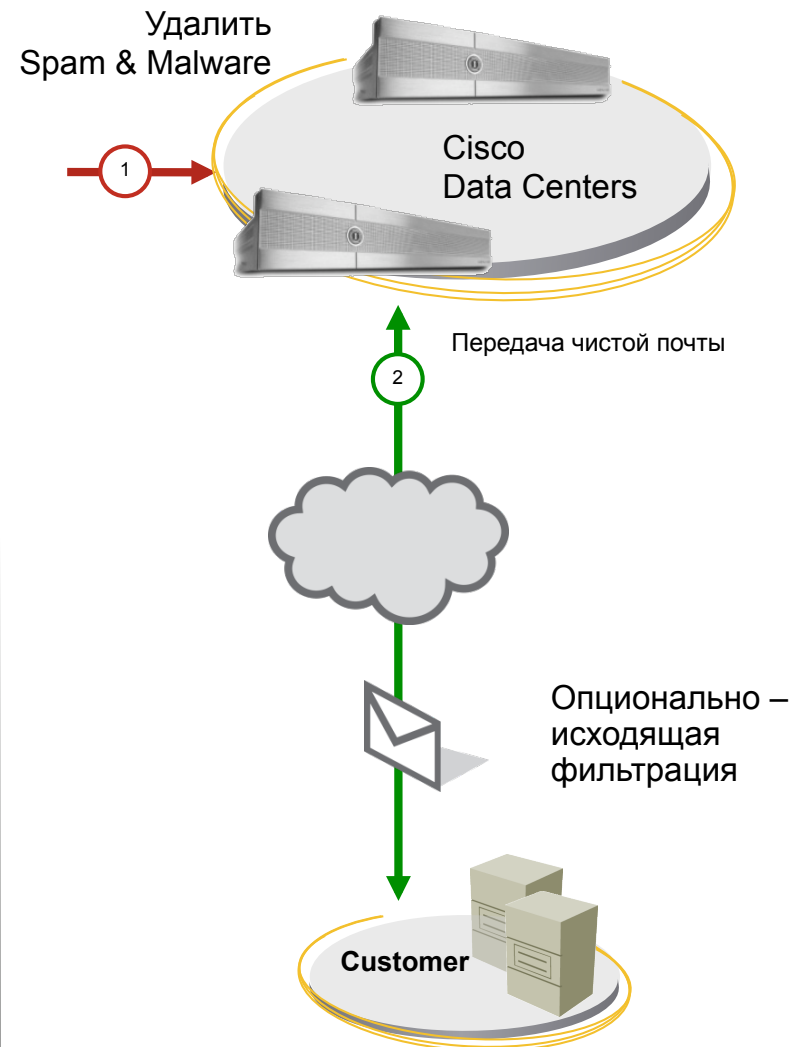 Удалить
Spam & Malware
Cisco
Data Centers
1
Передача чистой почты
2
Опционально –
исходящая
фильтрация
Customer